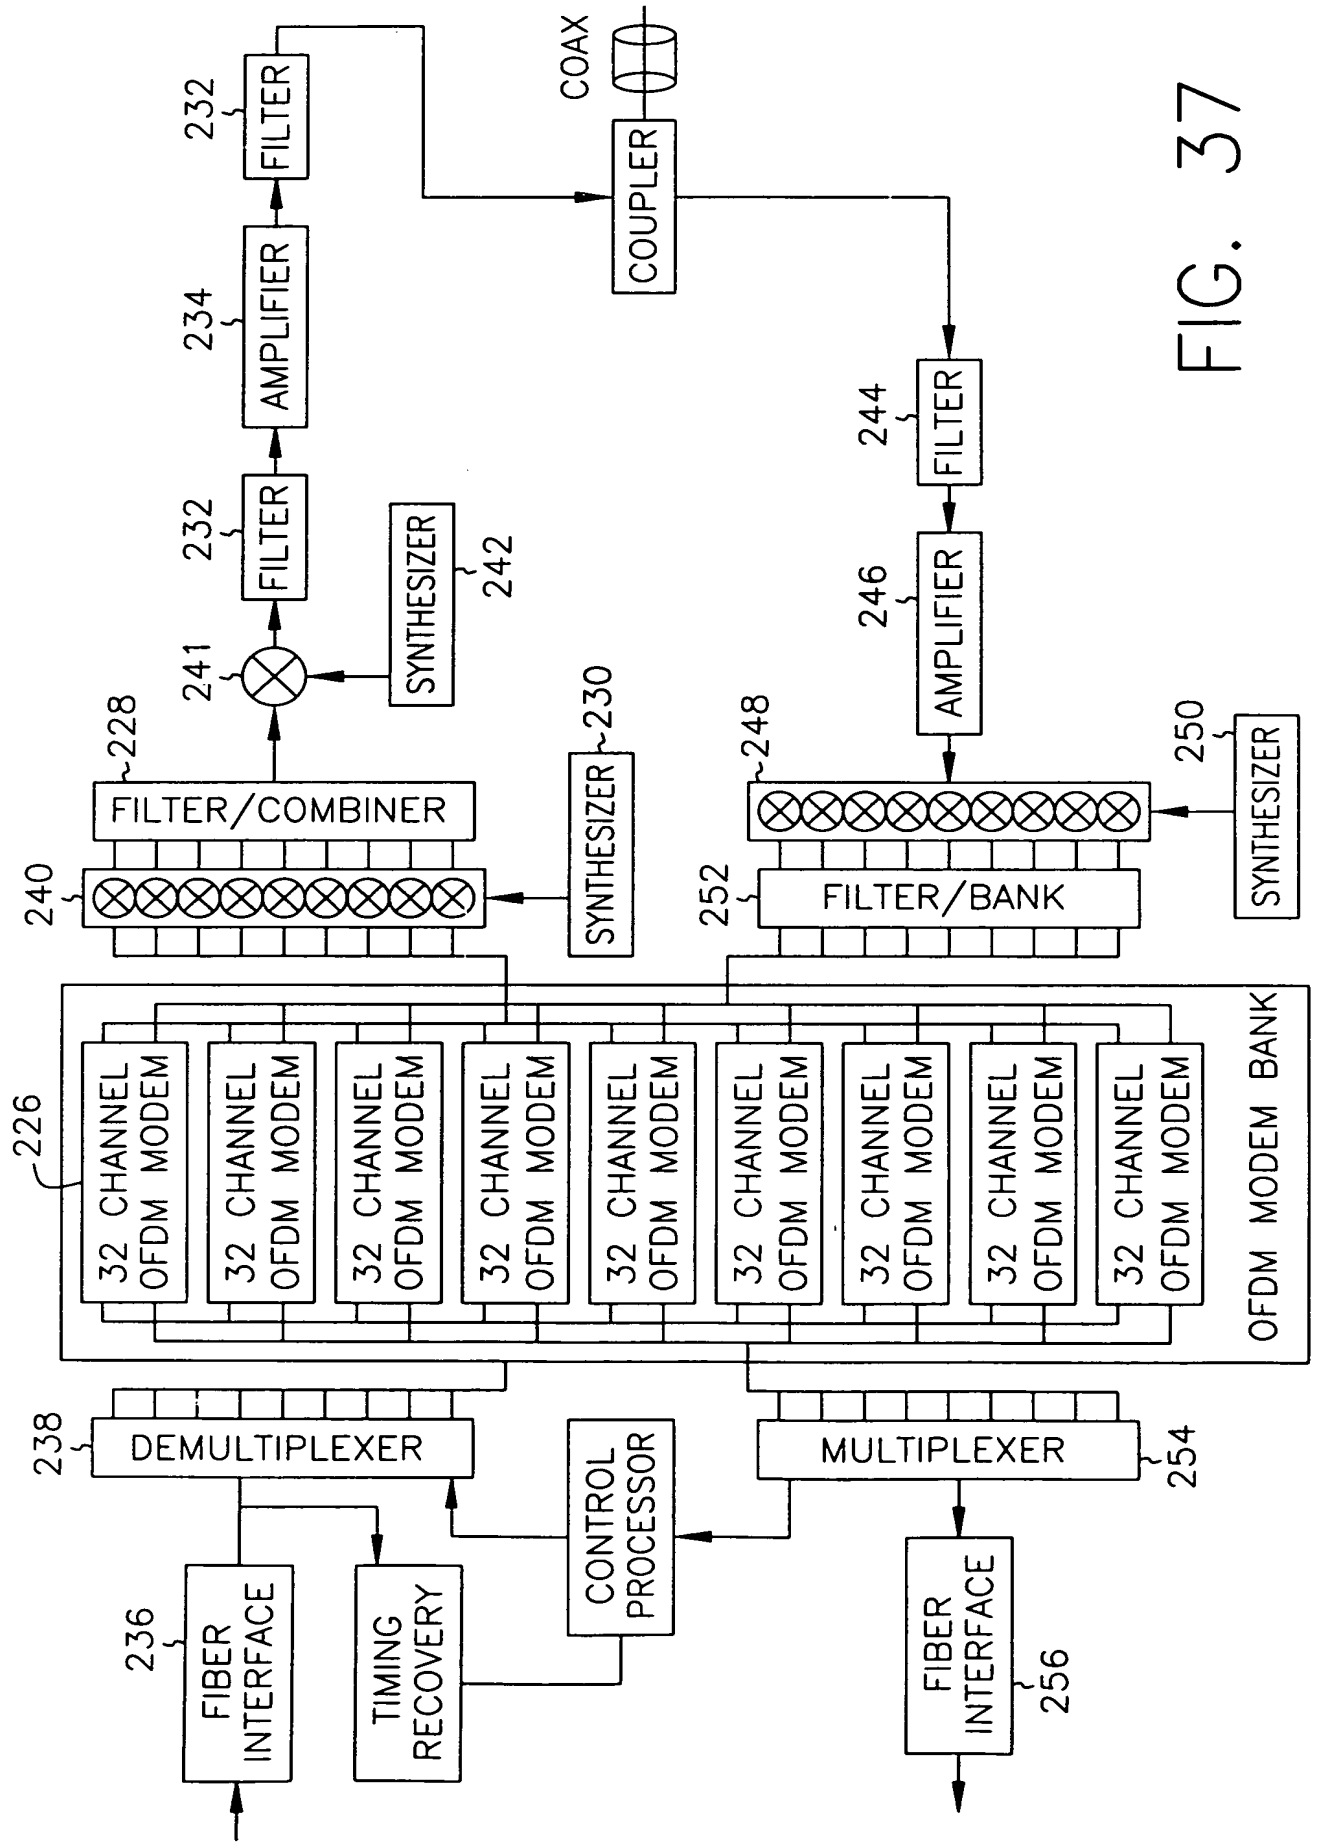 236
FIBER
INTERFACE
TIMING
RECOVERY
238
DEMULTIPLEXER
CONTROL
PROCESSOR
MULTIPLEXER
254
FIBER
INTERFACE
256
226
32 CHANNEL
OFDM MODEM
32 CHANNEL
OFDM MODEM
32 CHANNEL
OFDM MODEM
32 CHANNEL
OFDM MODEM
32 CHANNEL
OFDM MODEM
32 CHANNEL
OFDM MODEM
32 CHANNEL
OFDM MODEM
32 CHANNEL
OFDM MODEM
32 CHANNEL
OFDM MODEM
OFDM MODEM BANK
240
228
FILTER/COMBINER
SYNTHESIZER
230
241
SYNTHESIZER
242
232
FILTER
234
AMPLIFIER
232
FILTER
COAX
COUPLER
244
FILTER
246
AMPLIFIER
248
252
FILTER/BANK
250
SYNTHESIZER
FIG. 37